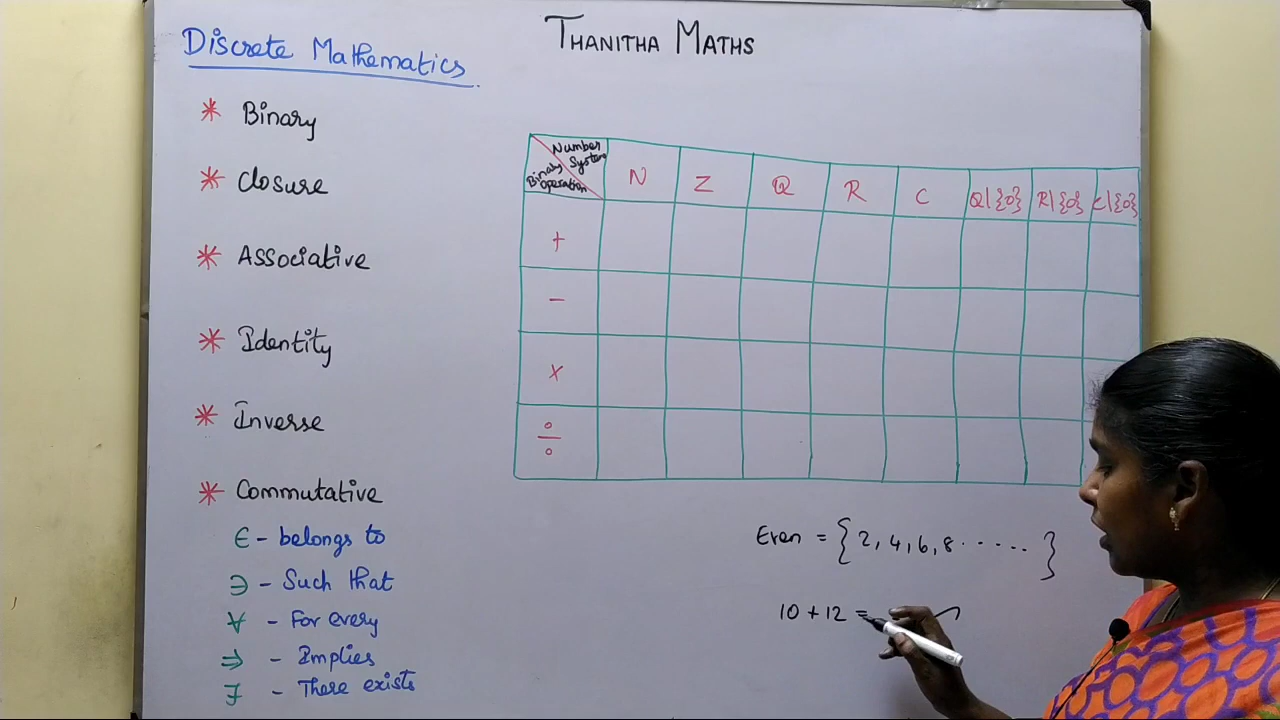 Discrete Mathematics
* Binary
* Closure
* Associative
* Identity
* Inverse
* Commutative
∈ - belongs to
∋ - Such that
∀ - For every
⇒ - Implies
∃ - There exists
THANITHA MATHS
Number System
Binary Operation
N Z Q R C Q|{0} R|{0} C|{0}
+
-
×
÷
Even = {2, 4, 6, 8 ...... }
10 + 12 =